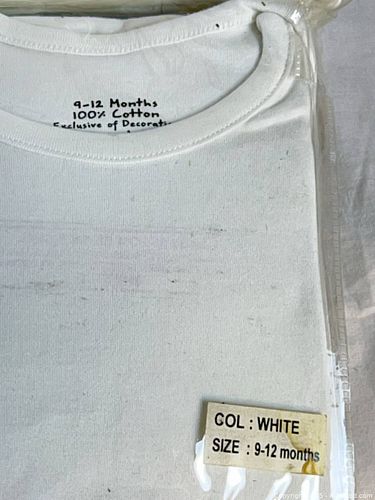 9-12 Months
100% Cotton
Exclusive of
COL : WHITE
SIZE : 9-12 months